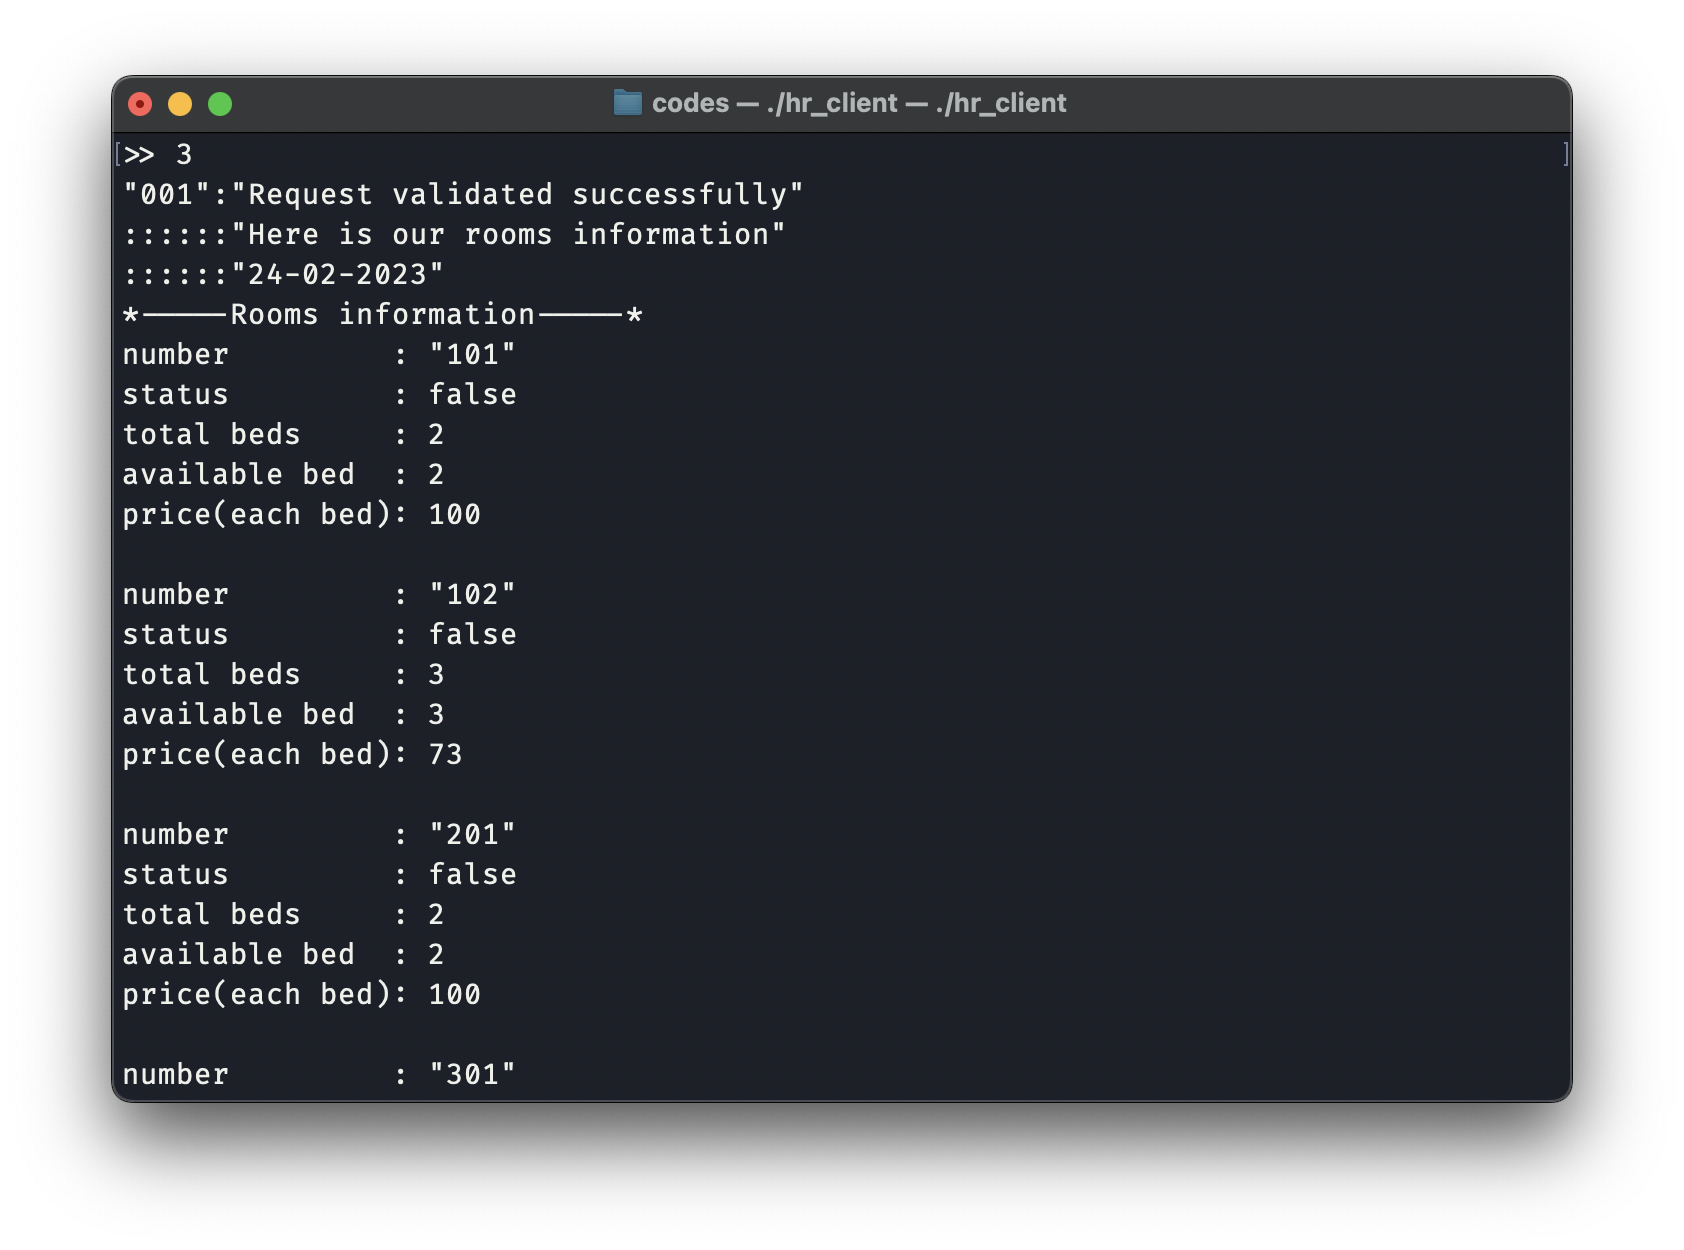 codes — ./hr_client — ./hr_client
[>> 3]
"001":"Request validated successfully"
::::::"Here is our rooms information"
::::::"24-02-2023"
*-----Rooms information-----*
number         : "101"
status         : false
total beds     : 2
available bed  : 2
price(each bed): 100

number         : "102"
status         : false
total beds     : 3
available bed  : 3
price(each bed): 73

number         : "201"
status         : false
total beds     : 2
available bed  : 2
price(each bed): 100

number         : "301"